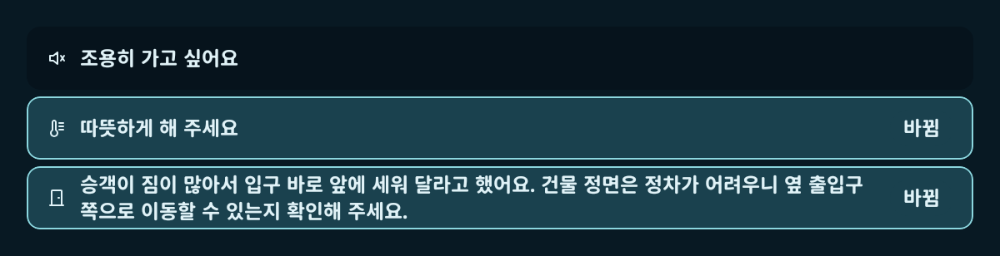 조용히 가고 싶어요
따뜻하게 해 주세요 바뀜
승객이 짐이 많아서 입구 바로 앞에 세워 달라고 했어요. 건물 정면은 정차가 어려우니 옆 출입구
쪽으로 이동할 수 있는지 확인해 주세요.
바뀜